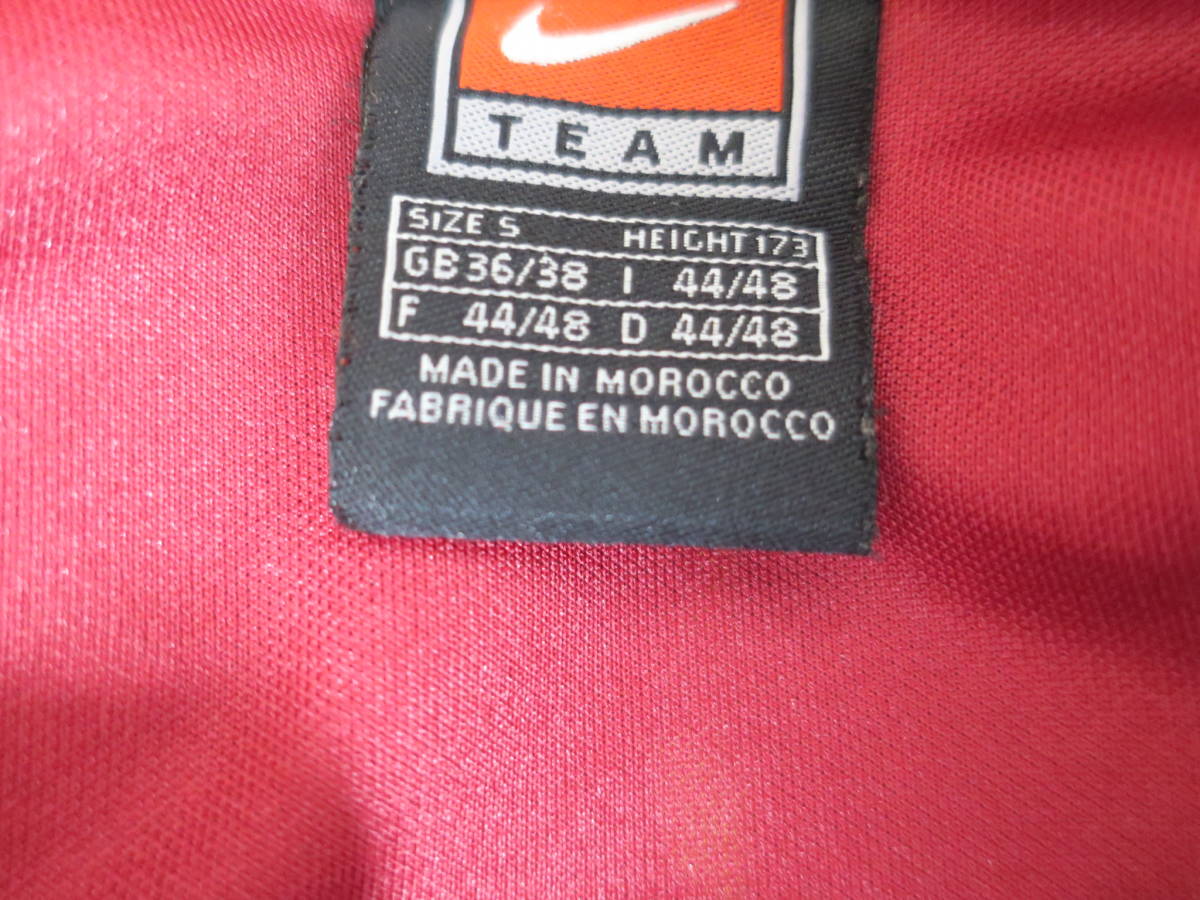 TEAM
SIZE S HEIGHT 173
GB 36/38 I 44/48
F 44/48 D 44/48
MADE IN MOROCCO
FABRIQUE EN MOROCCO